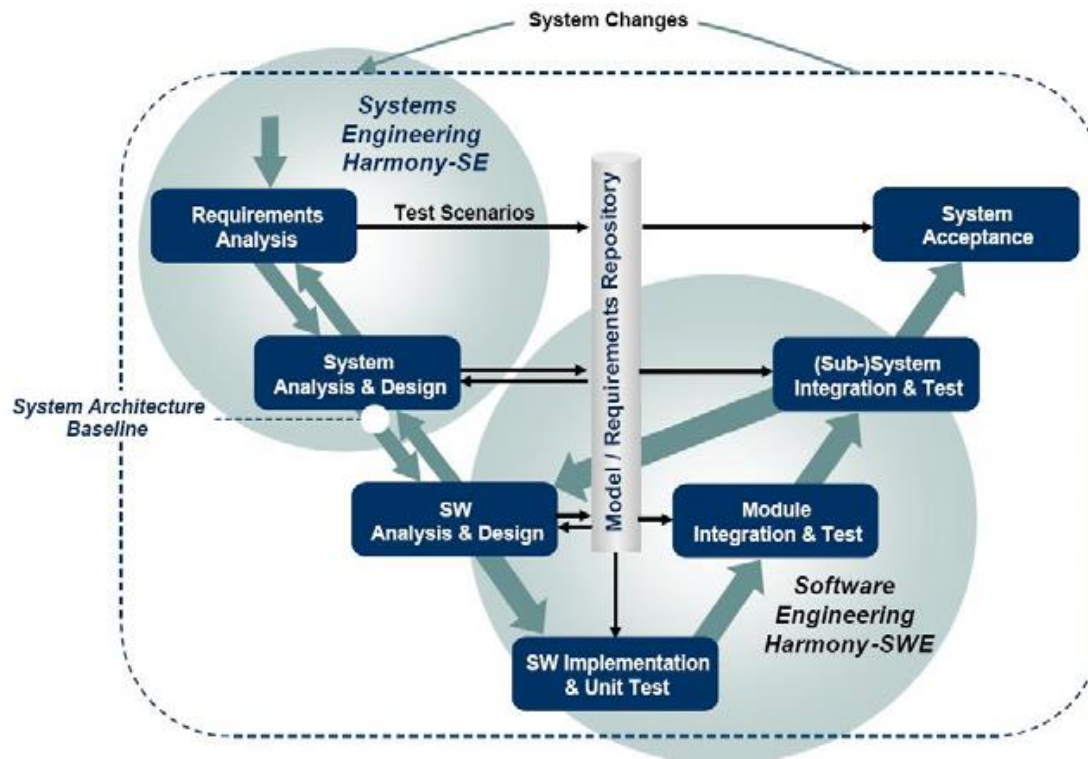 System Changes
Systems
Engineering
Harmony-SE
Requirements
Analysis
Test Scenarios
Model / Requirements Repository
System
Acceptance
System
Analysis & Design
(Sub-)System
Integration & Test
System Architecture
Baseline
SW
Analysis & Design
Module
Integration & Test
Software
Engineering
Harmony-SWE
SW Implementation
& Unit Test